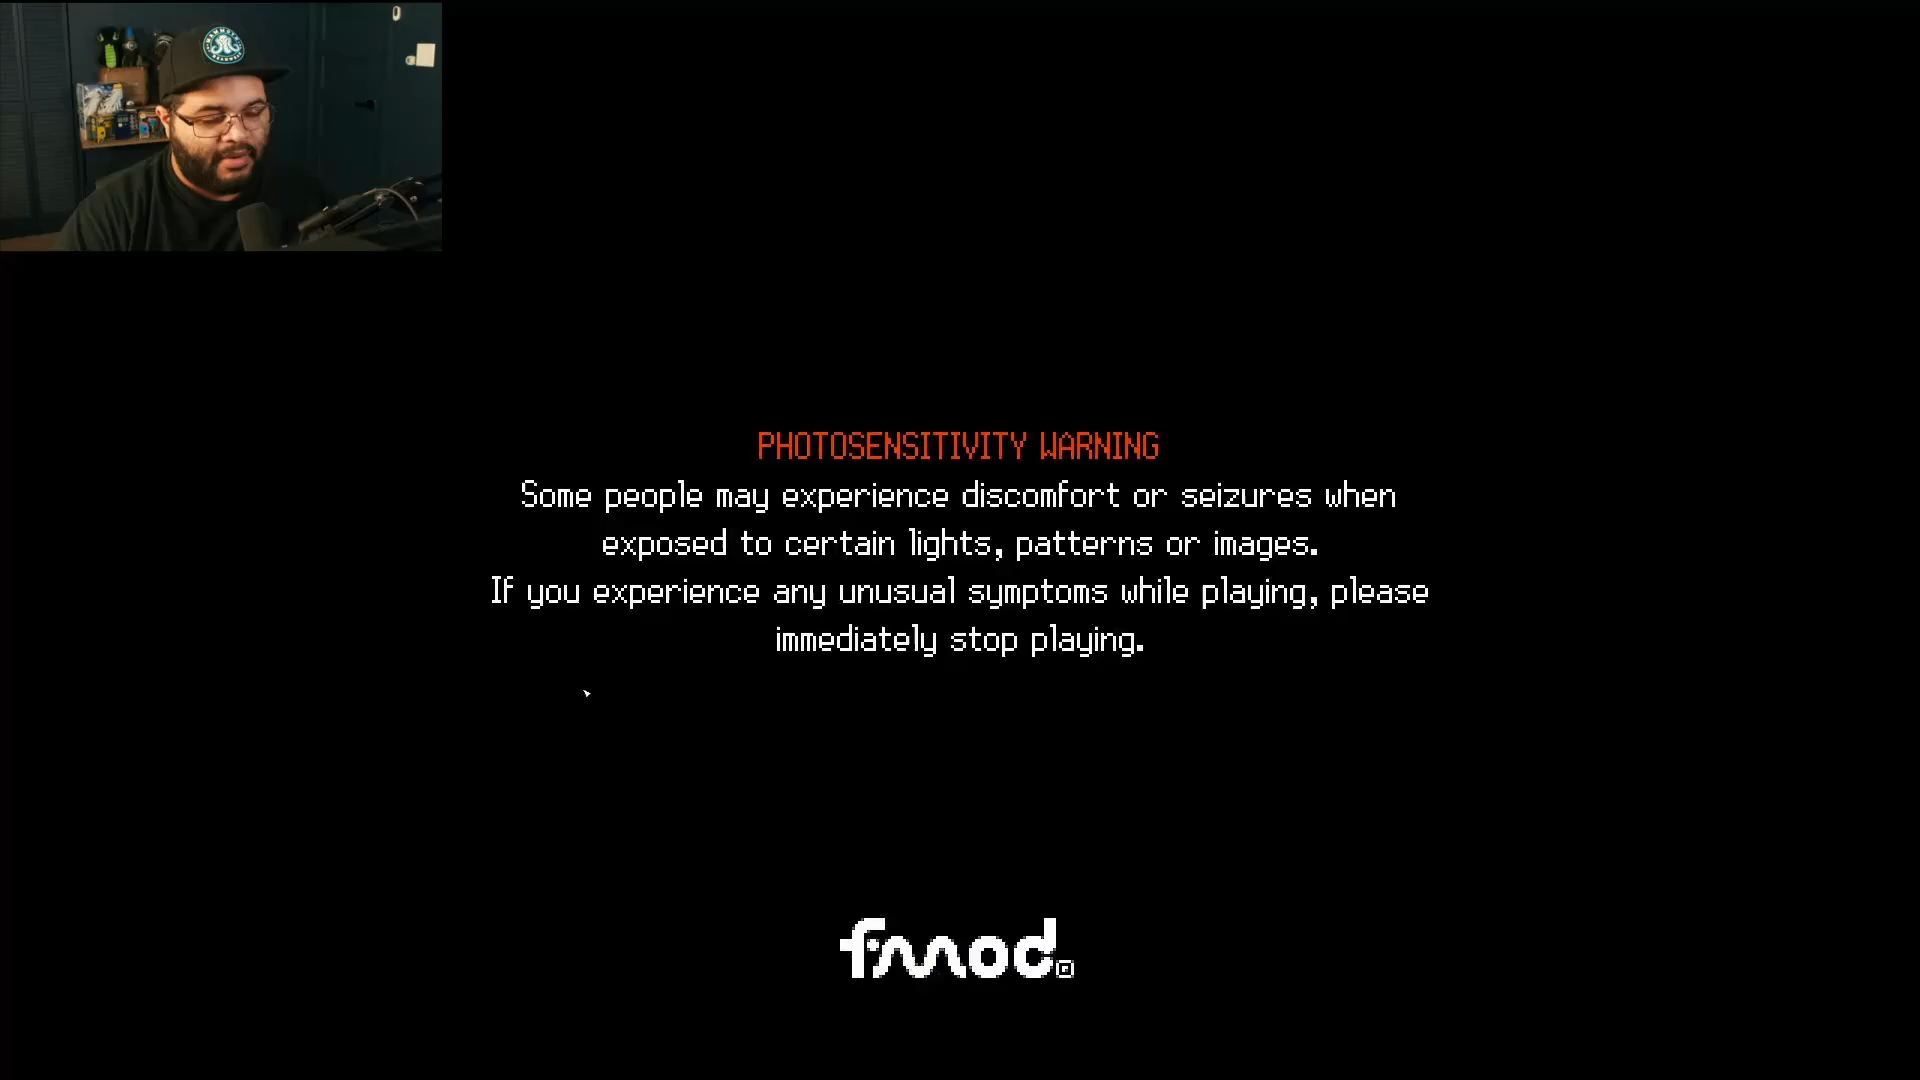 PHOTOSENSITIVITY WARNING
Some people may experience discomfort or seizures when
exposed to certain lights, patterns or images.
If you experience any unusual symptoms while playing, please
immediately stop playing.
fmod